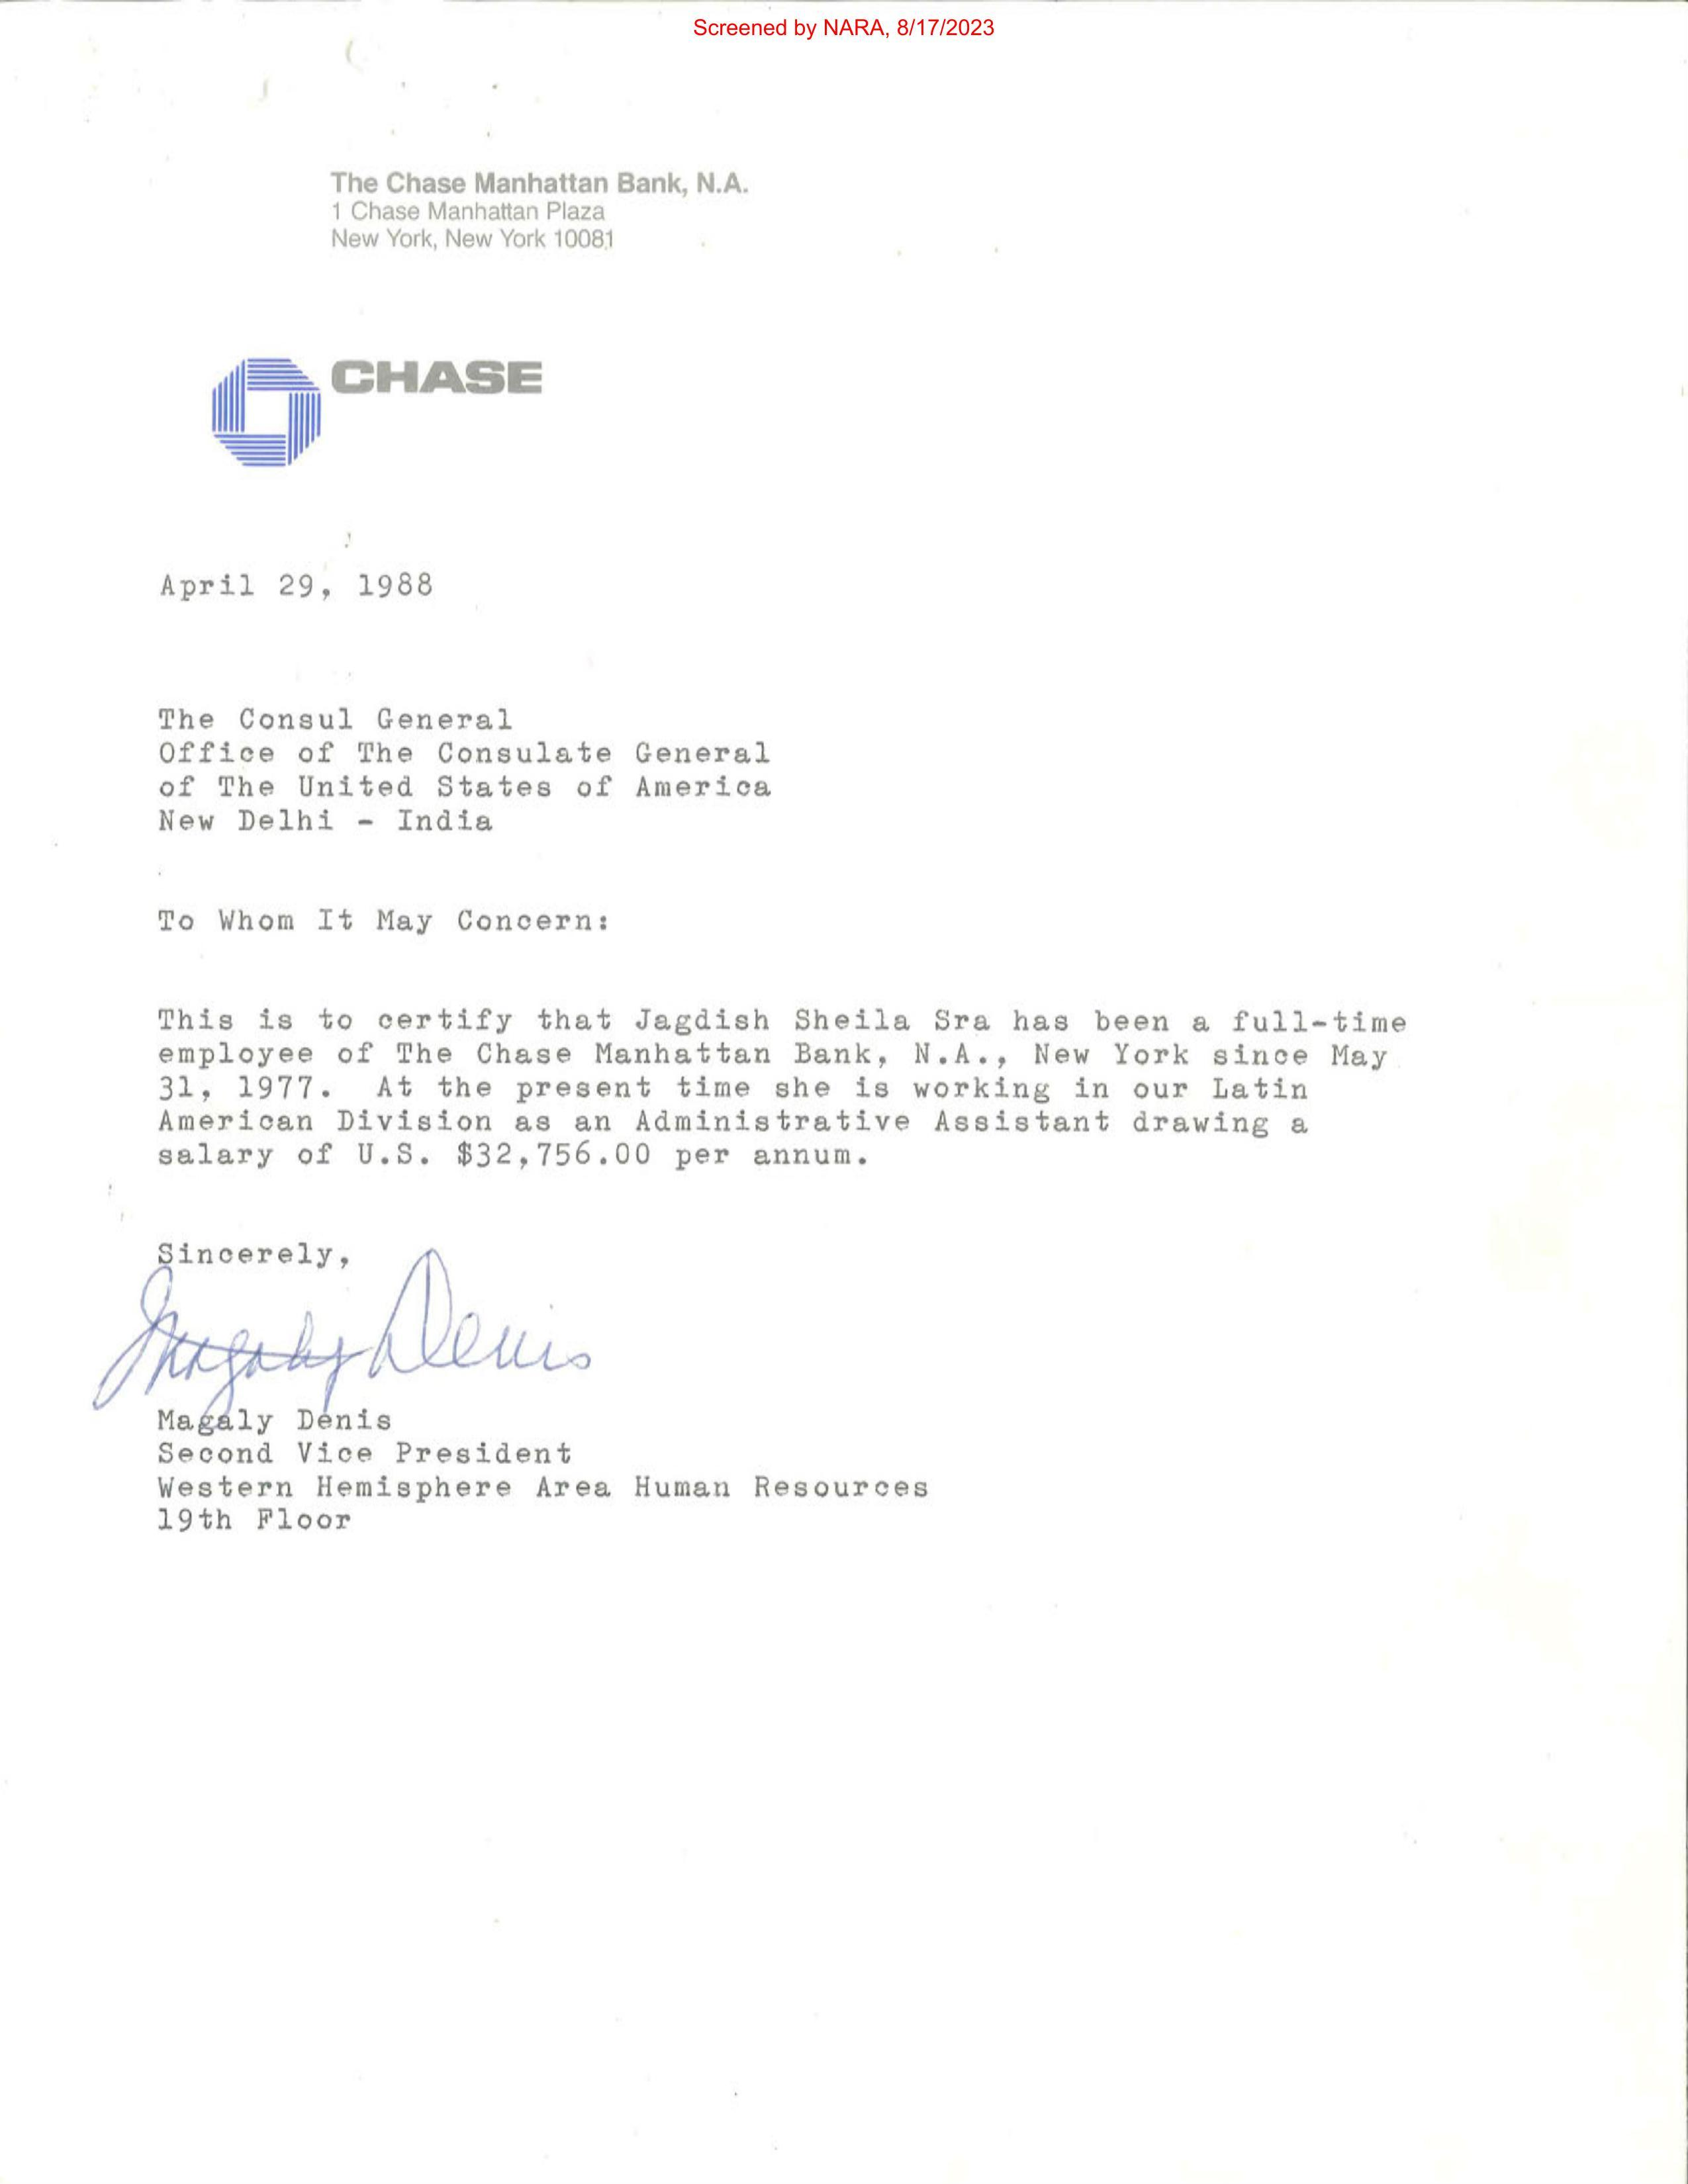 Screened by NARA, 8/17/2023
The Chase Manhattan Bank, N.A.
1 Chase Manhattan Plaza
New York, New York 10081
CHASE
April 29, 1988
The Consul General
Office of The Consulate General
of The United States of America
New Delhi - India
To Whom It May Concern:
This is to certify that Jagdish Sheila Sra has been a full-time
employee of The Chase Manhattan Bank, N.A., New York since May
31, 1977.  At the present time she is working in our Latin
American Division as an Administrative Assistant drawing a
salary of U.S. $32,756.00 per annum.
Sincerely,
Magaly Denis
Magaly Denis
Second Vice President
Western Hemisphere Area Human Resources
19th Floor